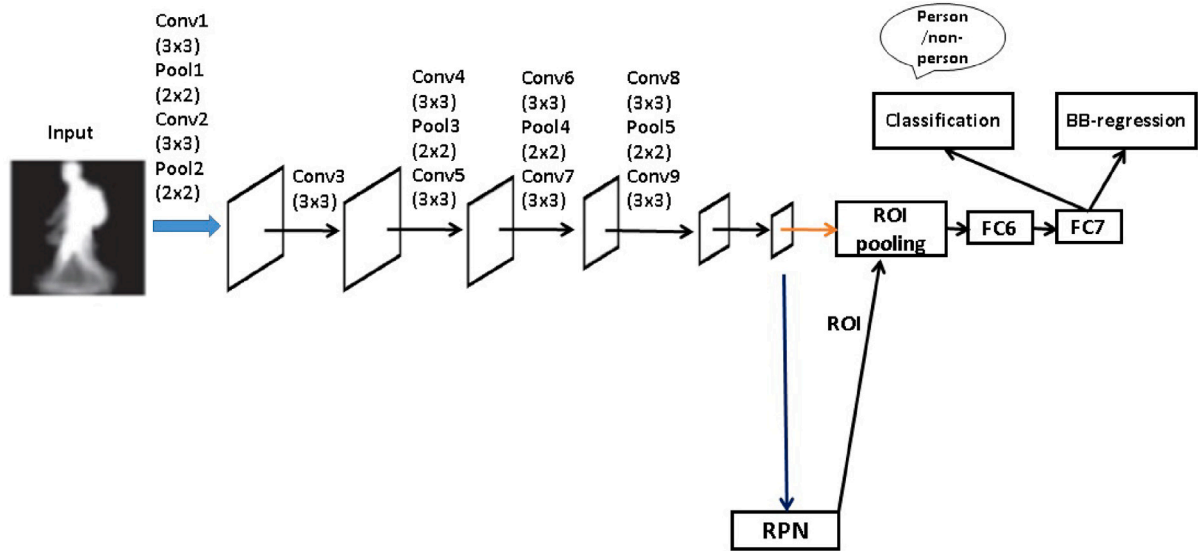 Input
Conv1
(3x3)
Pool1
(2x2)
Conv2
(3x3)
Pool2
(2x2)
Conv3
(3x3)
Conv4
(3x3)
Pool3
(2x2)
Conv5
(3x3)
Conv6
(3x3)
Pool4
(2x2)
Conv7
(3x3)
Conv8
(3x3)
Pool5
(2x2)
Conv9
(3x3)
Person
/non-
person
Classification
BB-regression
ROI
pooling
FC6
FC7
ROI
RPN